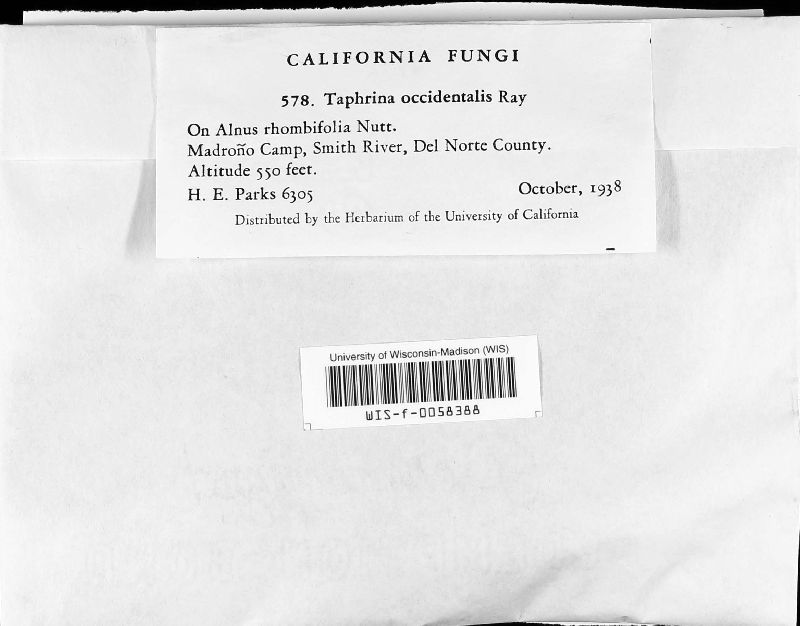 CALIFORNIA FUNGI
578. Taphrina occidentalis Ray
On Alnus rhombifolia Nutt.
Madroño Camp, Smith River, Del Norte County.
Altitude 550 feet.
H. E. Parks 6305 October, 1938
Distributed by the Herbarium of the University of California
University of Wisconsin-Madison (WIS)
WIS-f-0058388